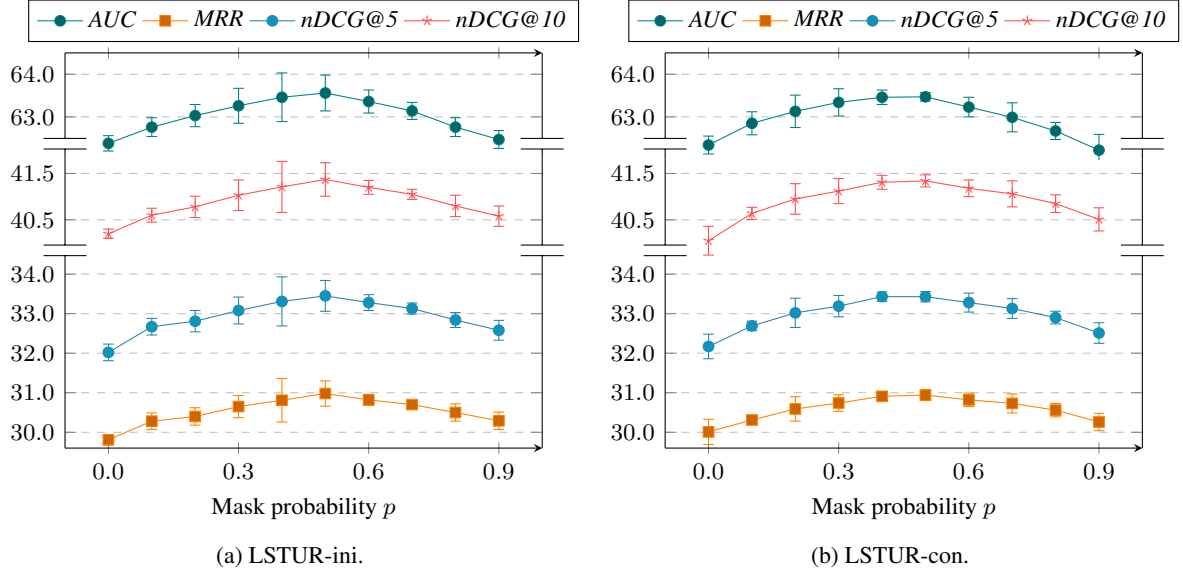 AUC MRR nDCG@5 nDCG@10
64.0
63.0
41.5
40.5
34.0
33.0
32.0
31.0
30.0
0.0 0.3 0.6 0.9
Mask probability p
(a) LSTUR-ini.
AUC MRR nDCG@5 nDCG@10
64.0
63.0
41.5
40.5
34.0
33.0
32.0
31.0
30.0
0.0 0.3 0.6 0.9
Mask probability p
(b) LSTUR-con.